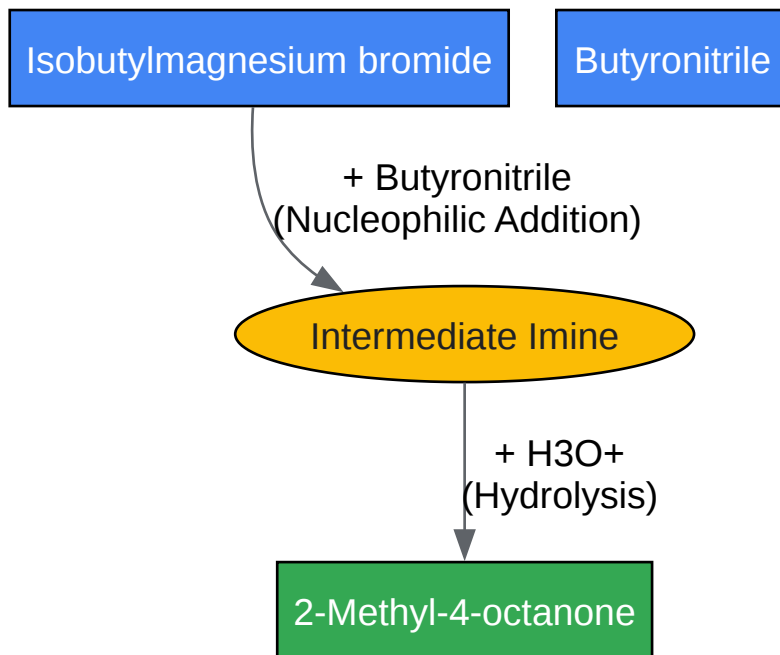 Isobutylmagnesium bromide
Butyronitrile
+ Butyronitrile
(Nucleophilic Addition)
Intermediate Imine
+ H3O+
(Hydrolysis)
2-Methyl-4-octanone